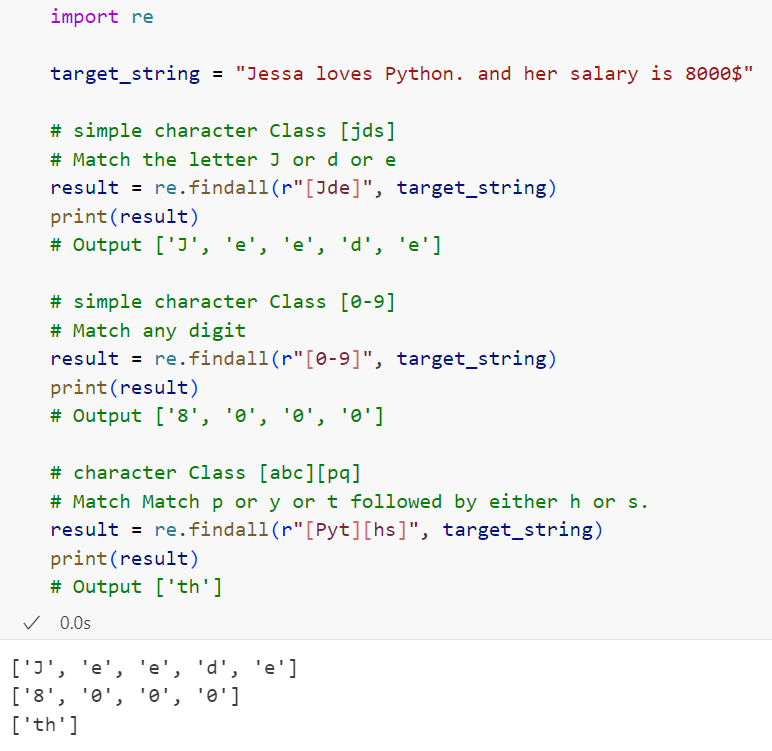 import re
target_string = "Jessa loves Python. and her salary is 8000$"
# simple character Class [jds]
# Match the letter J or d or e
result = re.findall(r"[Jde]", target_string)
print(result)
# Output ['J', 'e', 'e', 'd', 'e']
# simple character Class [0-9]
# Match any digit
result = re.findall(r"[0-9]", target_string)
print(result)
# Output ['8', '0', '0', '0']
# character Class [abc][pq]
# Match Match p or y or t followed by either h or s.
result = re.findall(r"[Pyt][hs]", target_string)
print(result)
# Output ['th']
✓ 0.0s
['J', 'e', 'e', 'd', 'e']
['8', '0', '0', '0']
['th']